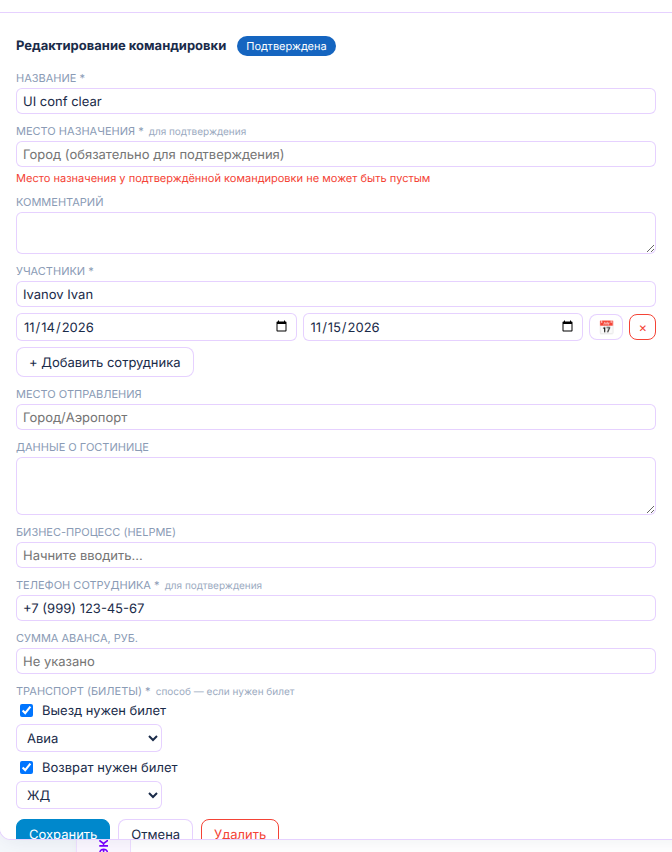 Редактирование командировки Подтверждена
НАЗВАНИЕ *
UI conf clear
МЕСТО НАЗНАЧЕНИЯ * для подтверждения
Город (обязательно для подтверждения)
Место назначения у подтверждённой командировки не может быть пустым
КОММЕНТАРИЙ
УЧАСТНИКИ *
Ivanov Ivan
11/14/2026 11/15/2026 ×
+ Добавить сотрудника
МЕСТО ОТПРАВЛЕНИЯ
Город/Аэропорт
ДАННЫЕ О ГОСТИНИЦЕ
БИЗНЕС-ПРОЦЕСС (HELPME)
Начните вводить...
ТЕЛЕФОН СОТРУДНИКА * для подтверждения
+7 (999) 123-45-67
СУММА АВАНСА, РУБ.
Не указано
ТРАНСПОРТ (БИЛЕТЫ) * способ — если нужен билет
Выезд нужен билет
Авиа
Возврат нужен билет
ЖД
Сохранить Отмена Удалить